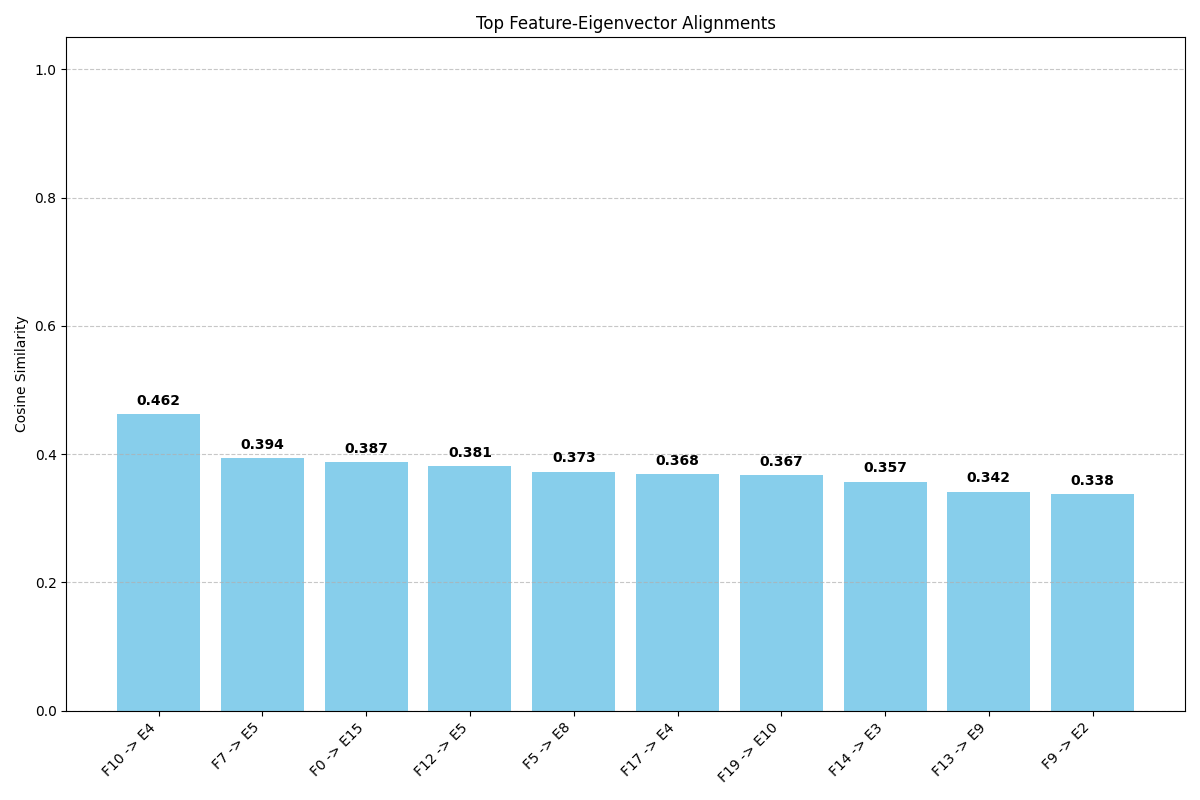 Top Feature-Eigenvector Alignments
Cosine Similarity
1.0
0.8
0.6
0.4
0.2
0.0
0.462
0.394
0.387
0.381
0.373
0.368
0.367
0.357
0.342
0.338
F10 -> E4
F7 -> E5
F0 -> E15
F12 -> E5
F5 -> E8
F17 -> E4
F19 -> E10
F14 -> E3
F13 -> E9
F9 -> E2